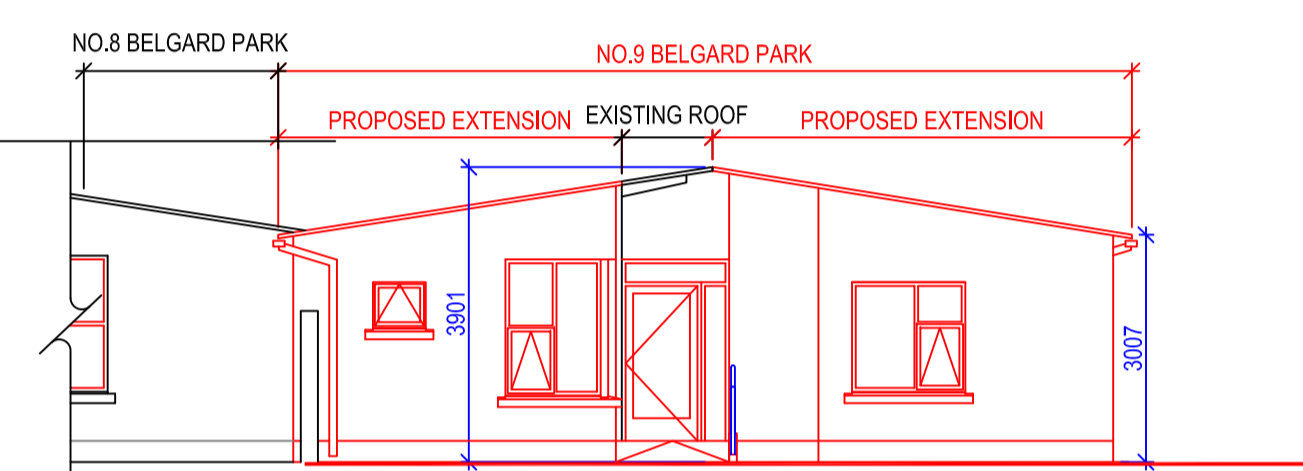 NO.8 BELGARD PARK
NO.9 BELGARD PARK
PROPOSED EXTENSION
EXISTING ROOF
PROPOSED EXTENSION
3901
3007